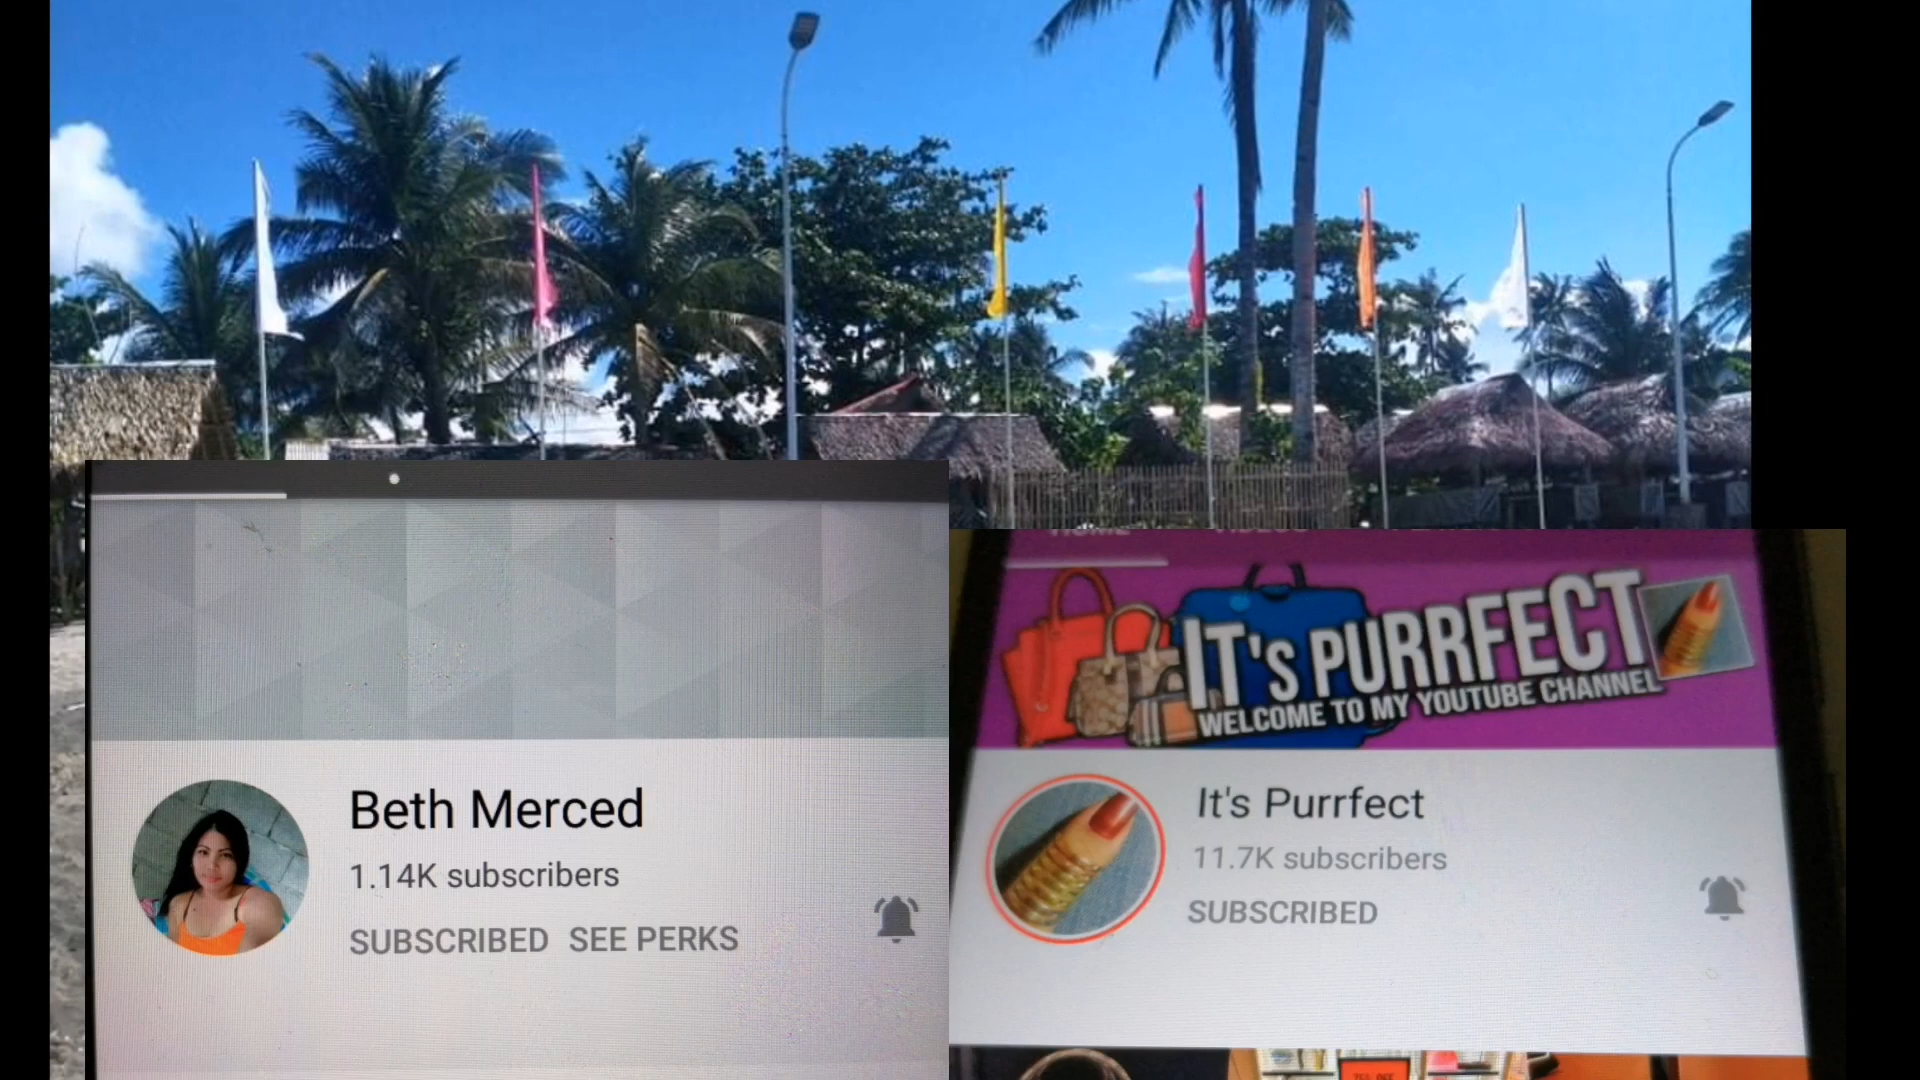 Beth Merced
1.14K subscribers
SUBSCRIBED SEE PERKS
HOME
IT's PURRFECT
WELCOME TO MY YOUTUBE CHANNEL
It's Purrfect
11.7K subscribers
SUBSCRIBED